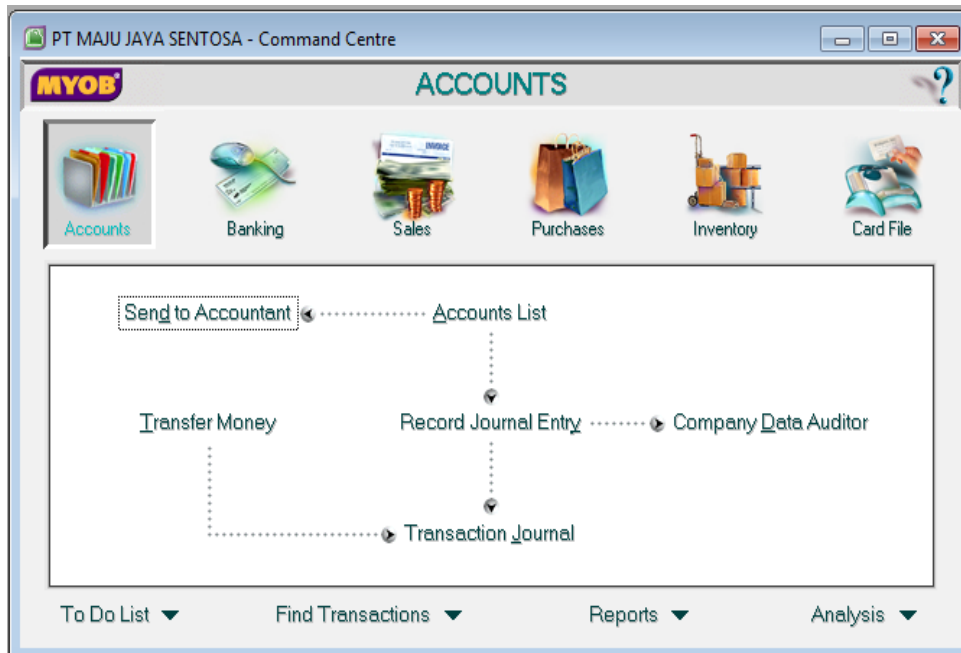 PT MAJU JAYA SENTOSA - Command Centre
MYOB ACCOUNTS ?
INVOICE
Accounts Banking Sales Purchases Inventory Card File
Send to Accountant Accounts List
Transfer Money Record Journal Entry Company Data Auditor
Transaction Journal
To Do List Find Transactions Reports Analysis